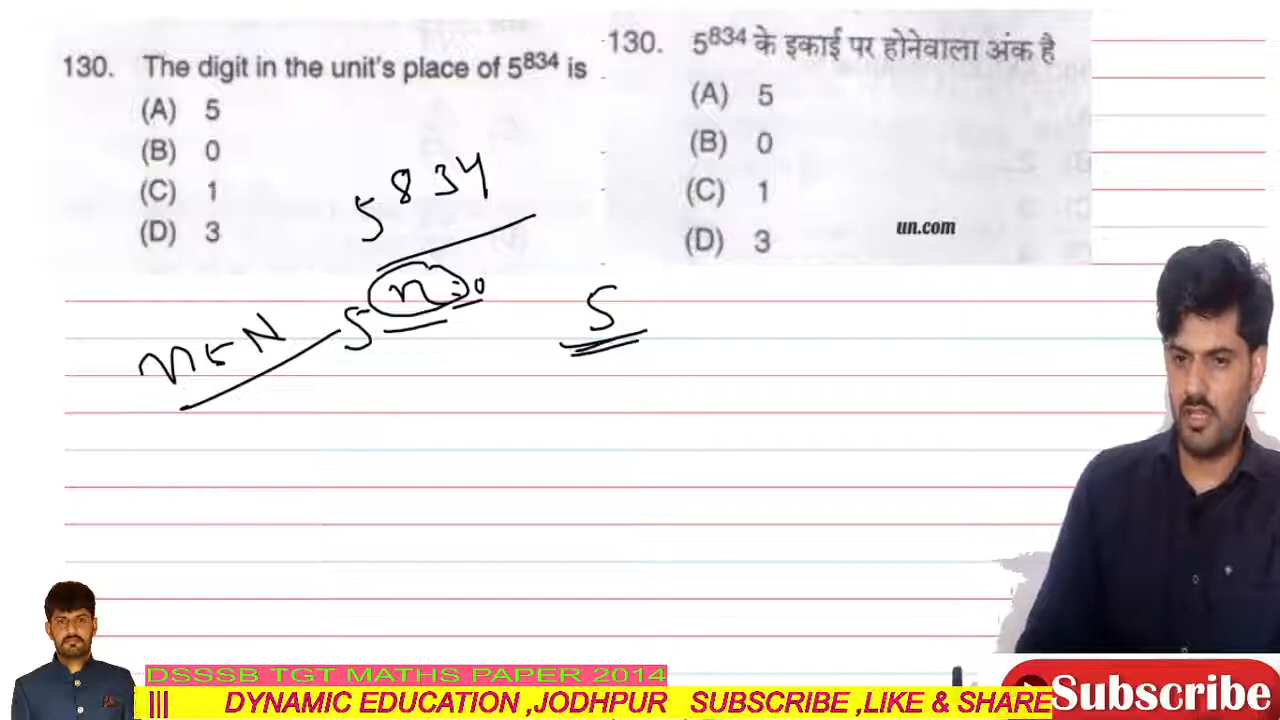 130. The digit in the unit's place of 5⁸³⁴ is
(A) 5
(B) 0
(C) 1
(D) 3
130. 5⁸³⁴ के इकाई पर होनेवाला अंक है
(A) 5
(B) 0
(C) 1
(D) 3
un.com
5⁸³⁴
5ⁿ
5
DSSSB TGT MATHS PAPER 2014
||| DYNAMIC EDUCATION ,JODHPUR SUBSCRIBE ,LIKE & SHARE
Subscribe